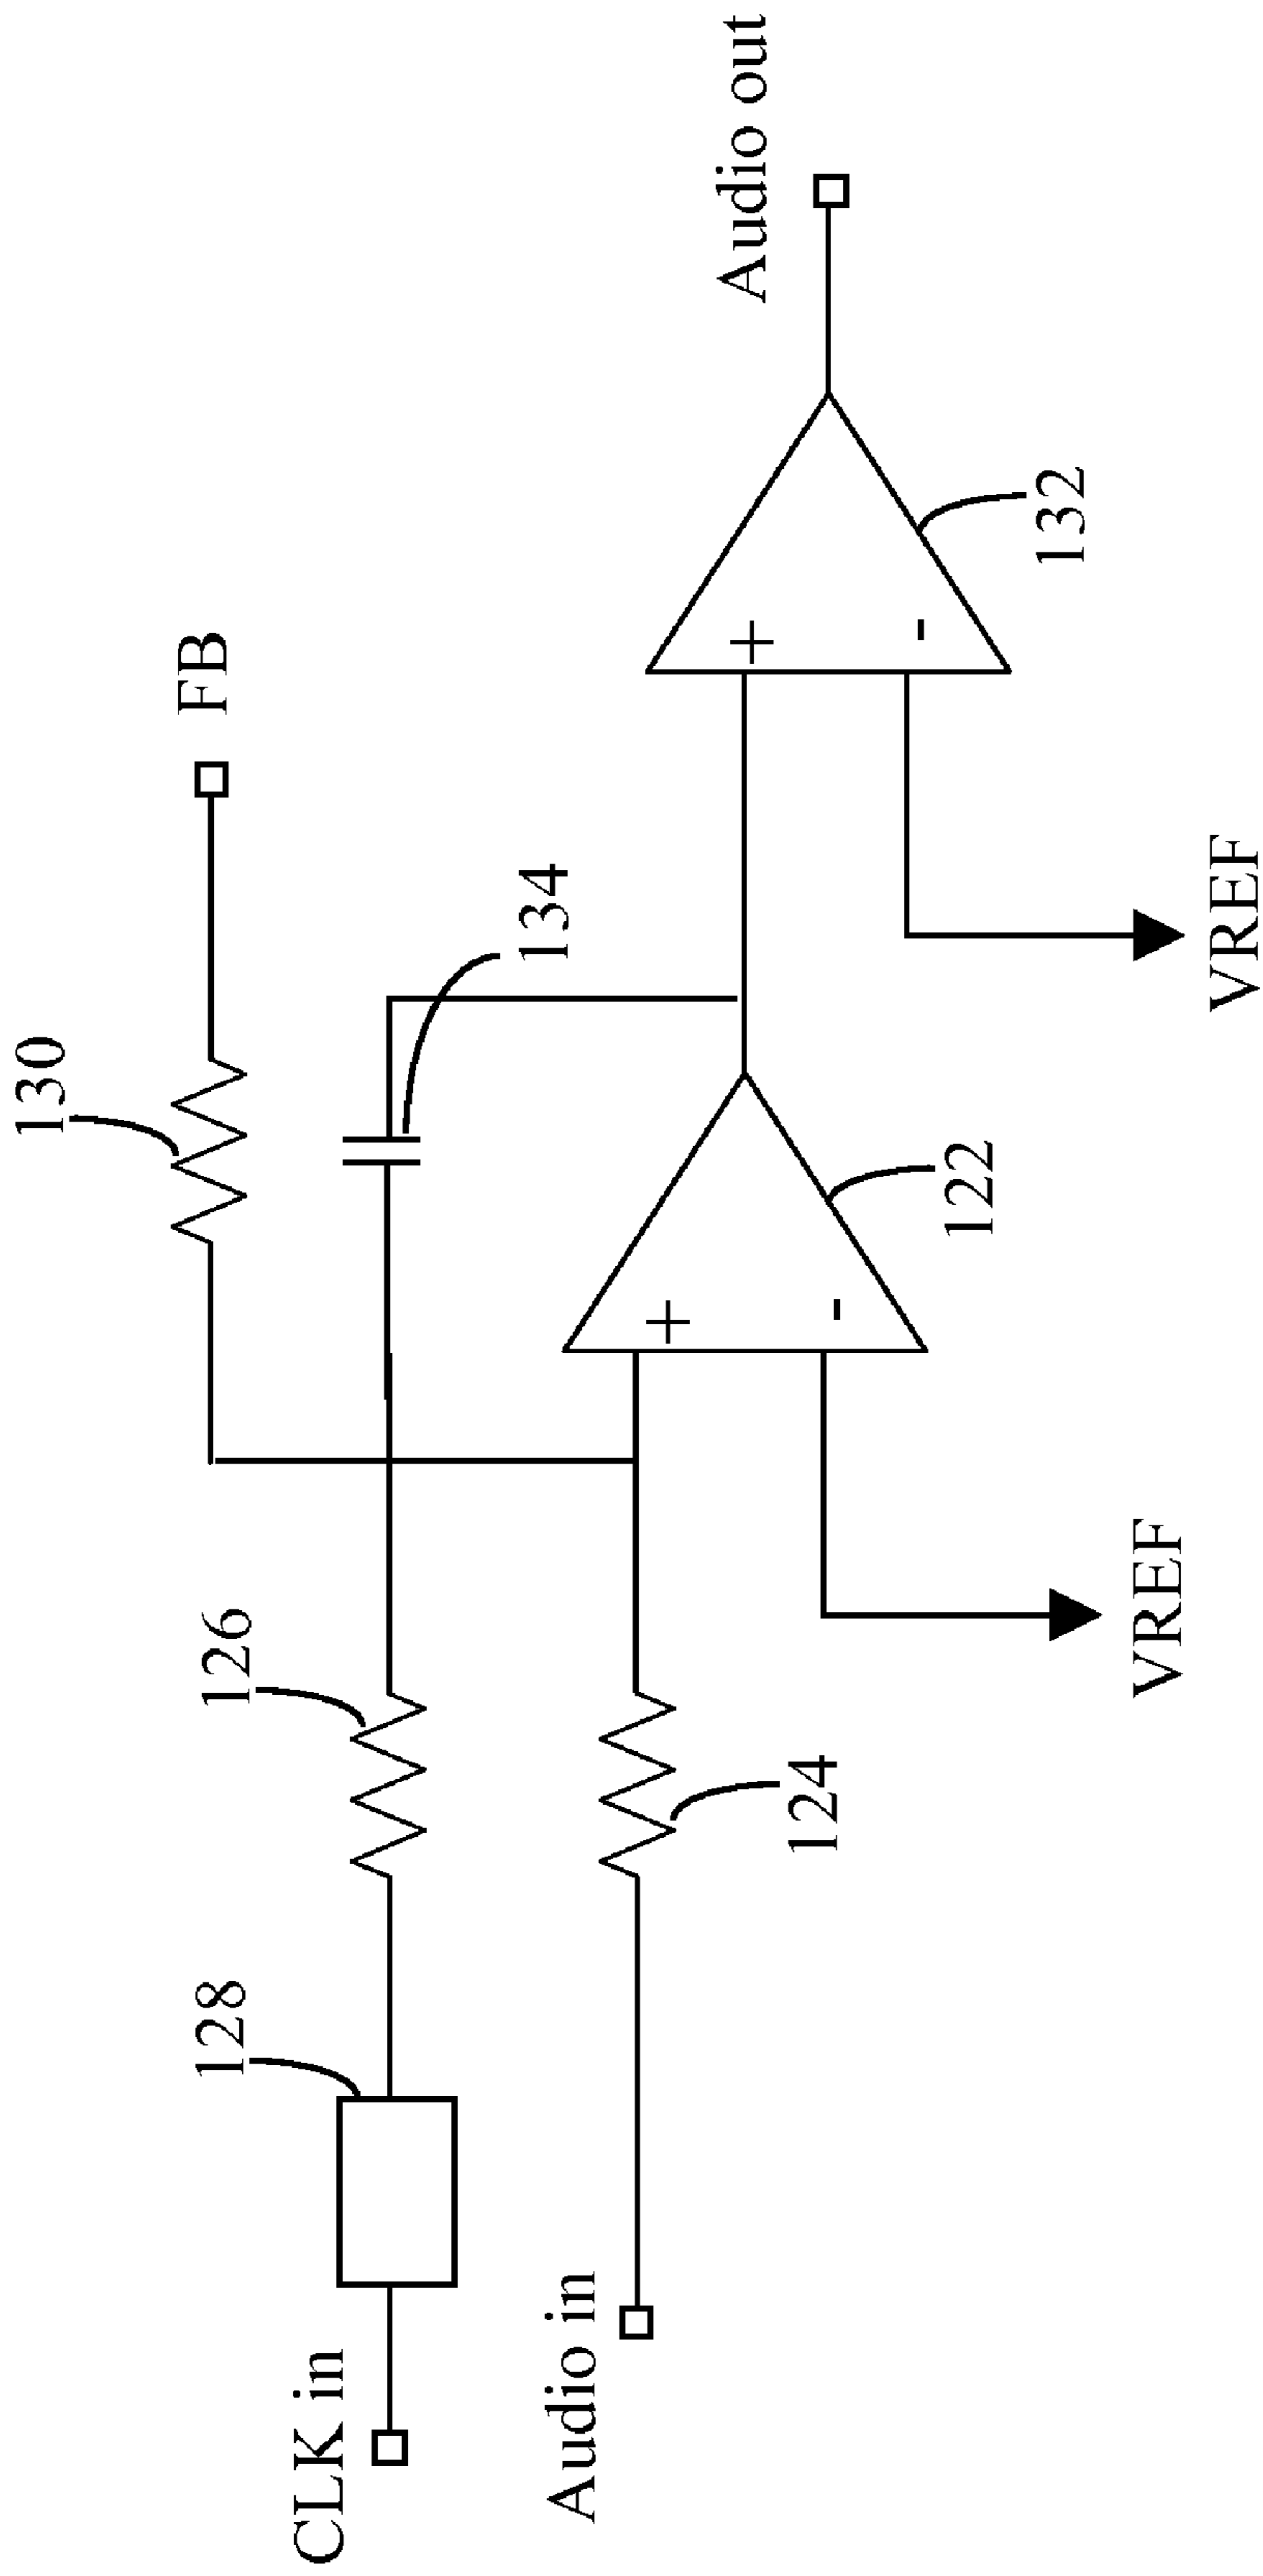 130
FB
128
126
134
CLK in
Audio in
124
+
-
122
+
-
132
Audio out
VREF
VREF